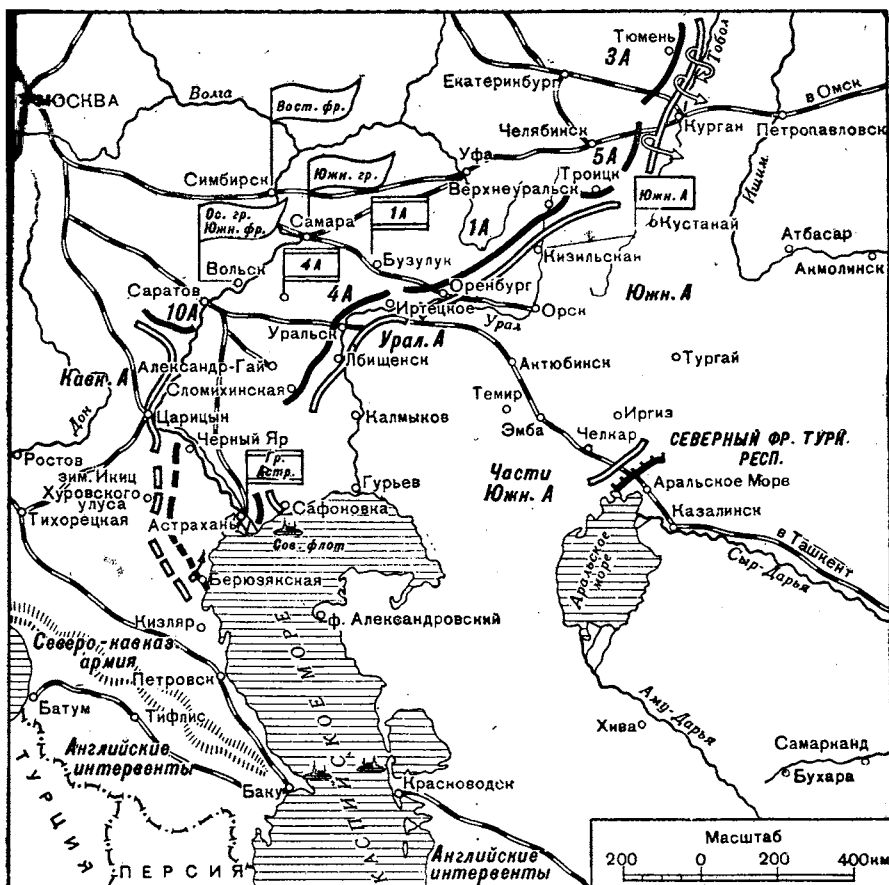 Тюмень
3А
Тобол
Екатеринбург
в Омск
МОСКВА
Волга
Вост. фр.
Челябинск
Курган
Петропавловск
5А
Уфа
Ишим
Симбирск
Южн. гр.
Верхнеуральск
Троицк
Южн. А
Ос. гр.
Южн. фр.
Самара
1А
1А
Кустанай
Атбасар
Акмолинск
Вольск
4А
Бузулук
Кизильская
Саратов
4А
Оренбург
Южн. А
10А
Иртецкое
Урал
Орск
Уральск
Урал. А
Александр-Гай
Лбищенск
Актюбинск
Тургай
Кавк. А
Сломихинская
Темир
Дон
Царицын
Калмыков
Иргиз
Эмба
Челкар
СЕВЕРНЫЙ ФР. ТУРК.
РЕСП.
Черный Яр
Ростов
Гр.
Астр.
Части
Южн. А
зим. Икиц
Хуровского
улуса
Гурьев
Аральское Море
Тихорецкая
Астрахань
Сафоновка
Казалинск
Сов. флот
в Ташкент
Сыр-Дарья
Аральское
море
Берюзякская
Кизляр
ф. Александровский
Северо-кавказ.
армия
Петровск
Батум
Тифлис
Хива
Аму-Дарья
Самарканд
Бухара
Английские
интервенты
Баку
Красноводск
КАСПИЙСКОЕ МОРЕ
ТУРЦИЯ
ПЕРСИЯ
Английские
интервенты
Масштаб
200 0 200 400км